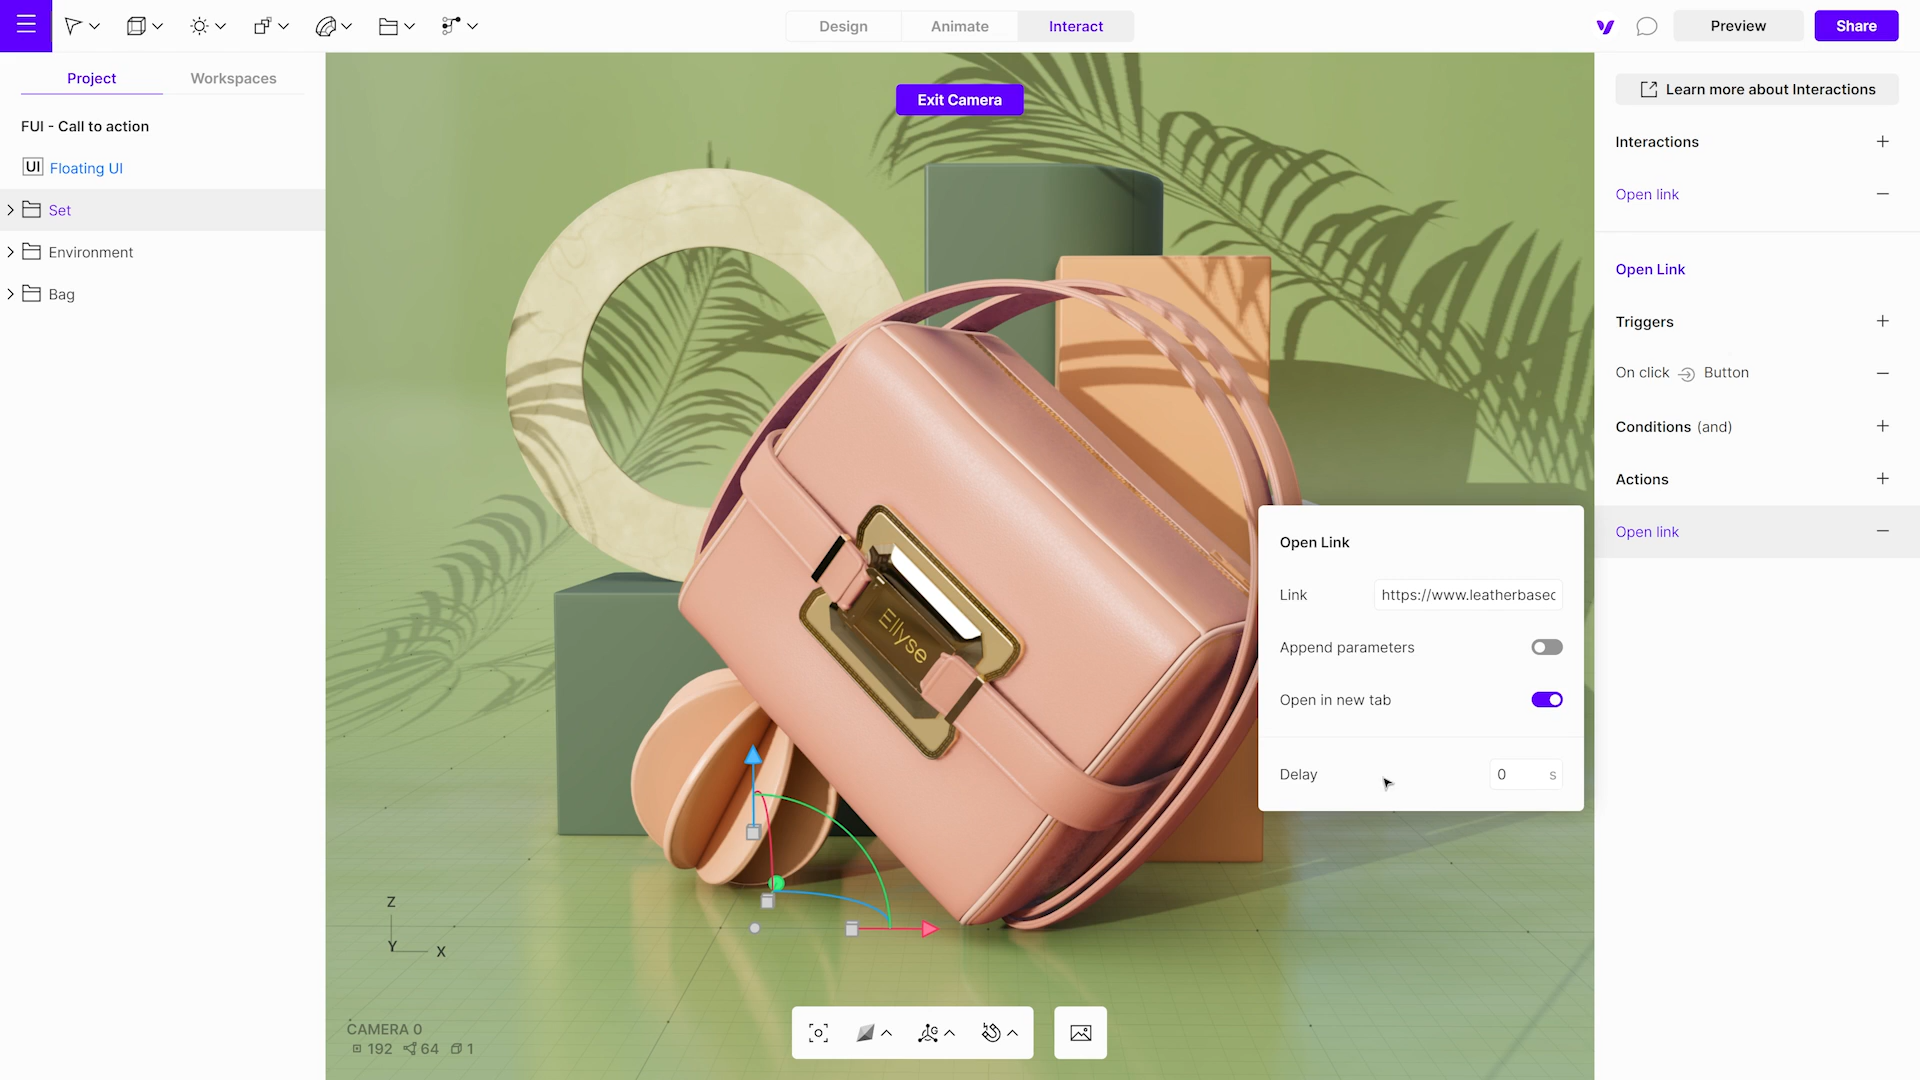 Design
Animate
Interact
Preview
Share
Project
Workspaces
Exit Camera
Learn more about Interactions
FUI - Call to action
Interactions
UI Floating UI
Open link
Set
Environment
Open Link
Bag
Triggers
On click Button
Conditions (and)
Actions
Open link
Open Link
Link https://www.leatherbasec
Ellyse
Append parameters
Open in new tab
Delay 0 s
Z
Y
X
CAMERA 0
192 64 1